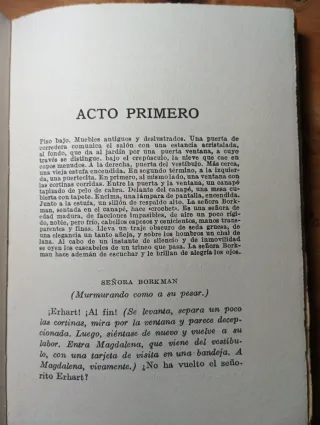 ACTO PRIMERO
Piso bajo. Muebles antiguos y deslustrados. Una puerta de
corredera comunica el salón con una estancia acristalada,
al fondo, que da al jardín por una puerta ventana, a cuyo
través se distingue, bajo el crepúsculo, la nieve que cae en
copos menudos. A la derecha, puerta del vestíbulo. Más cerca,
una vieja estufa encendida. En segundo término, a la izquier-
da, una puertecita. En primero, al mismo lado, una ventana con
las cortinas corridas. Entre la puerta y la ventana, un canapé
tapizado de pelo de cabra. Delante del canapé, una mesa cu-
bierta con tapete. Encima, una lámpara de pantalla, encendida.
Junto a la estufa, un sillón de respaldo alto. La señora Bork-
man, sentada en el canapé, hace «crochet». Es una señora de
edad madura, de facciones impasibles, de aire un poco rígi-
do, noble, pero frío, cabellos espesos y cenicientos, manos trans-
parentes y finas. Lleva un traje obscuro de seda gruesa, de
una elegancia un tanto añeja, y sobre los hombros un chal de
lana. Al cabo de un instante de silencio y de inmovilidad
se oyen los cascabeles de un trineo que pasa. La señora Bork-
man hace ademán de escuchar y le brillan de alegría los ojos.
SEÑORA BORKMAN
(Murmurando como a su pesar.)
¡Erhart! ¡Al fin! (Se levanta, separa un poco
las cortinas, mira por la ventana y parece decep-
cionada. Luego, siéntase de nuevo y vuelve a su
labor. Entra Magdalena, que viene del vestíbu-
lo, con una tarjeta de visita en una bandeja. A
Magdalena, vivamente.) ¿No ha vuelto el seño-
rito Erhart?